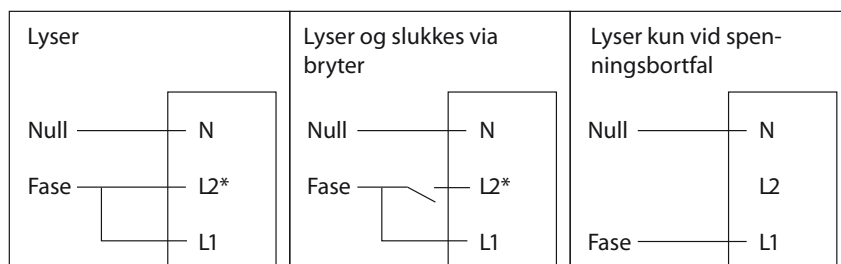 Lyser
Null
N
Fase
L2*
L1
Lyser og slukkes via
bryter
Null
N
Fase
L2*
L1
Lyser kun vid spen-
ningsbortfal
Null
N
L2
Fase
L1